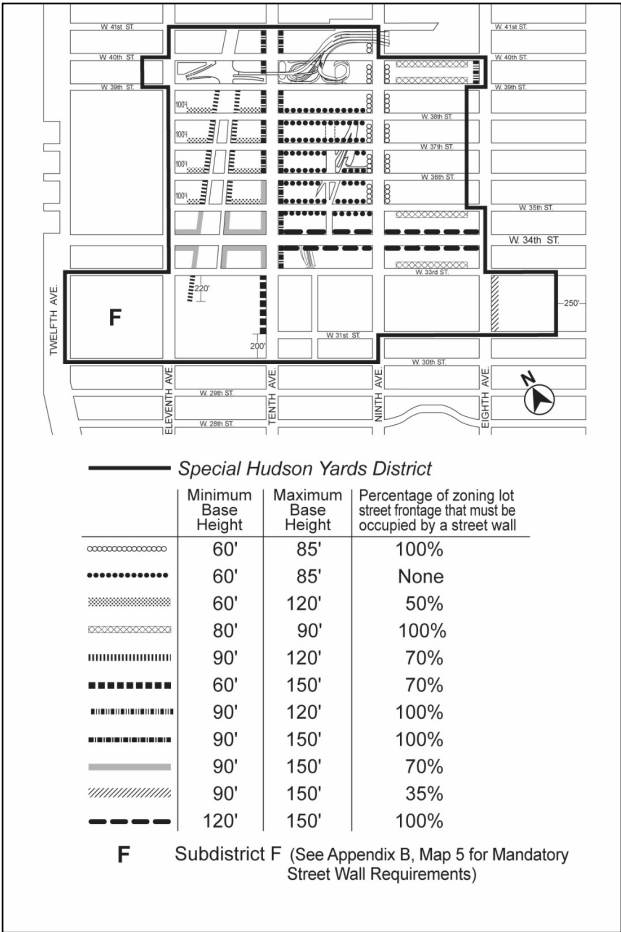 W. 41st ST.
W. 41st ST.
W. 40th ST.
W. 40th ST.
W. 39th ST.
W. 39th ST.
100'
W. 38th ST.
W. 37th ST.
W. 36th ST.
100'
W. 35th ST.
W. 34th ST.
W. 33rd ST.
TWELFTH AVE.
F
220'
250'
200'
W. 31st ST.
W. 30th ST.
ELEVENTH AVE.
TENTH AVE.
NINTH AVE.
EIGHTH AVE.
N
W. 29th ST.
W. 28th ST.
Special Hudson Yards District
Minimum Base Height
Maximum Base Height
Percentage of zoning lot street frontage that must be occupied by a street wall
60' 85' 100%
60' 85' None
60' 120' 50%
80' 90' 100%
90' 120' 70%
60' 150' 70%
90' 120' 100%
90' 150' 100%
90' 150' 70%
90' 150' 35%
120' 150' 100%
F Subdistrict F (See Appendix B, Map 5 for Mandatory
Street Wall Requirements)